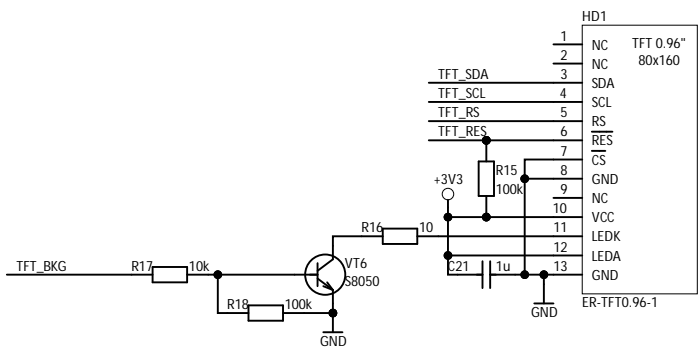 HD1
TFT 0.96"
80x160
1 NC
2 NC
TFT_SDA 3 SDA
TFT_SCL 4 SCL
TFT_RS 5 RS
TFT_RES 6 RES
7 CS
8 GND
9 NC
10 VCC
11 LEDK
12 LEDA
13 GND
ER-TFT0.96-1
R15
100k
+3V3
R16 10
C21 1u
GND
VT6
S8050
TFT_BKG R17 10k
R18 100k
GND